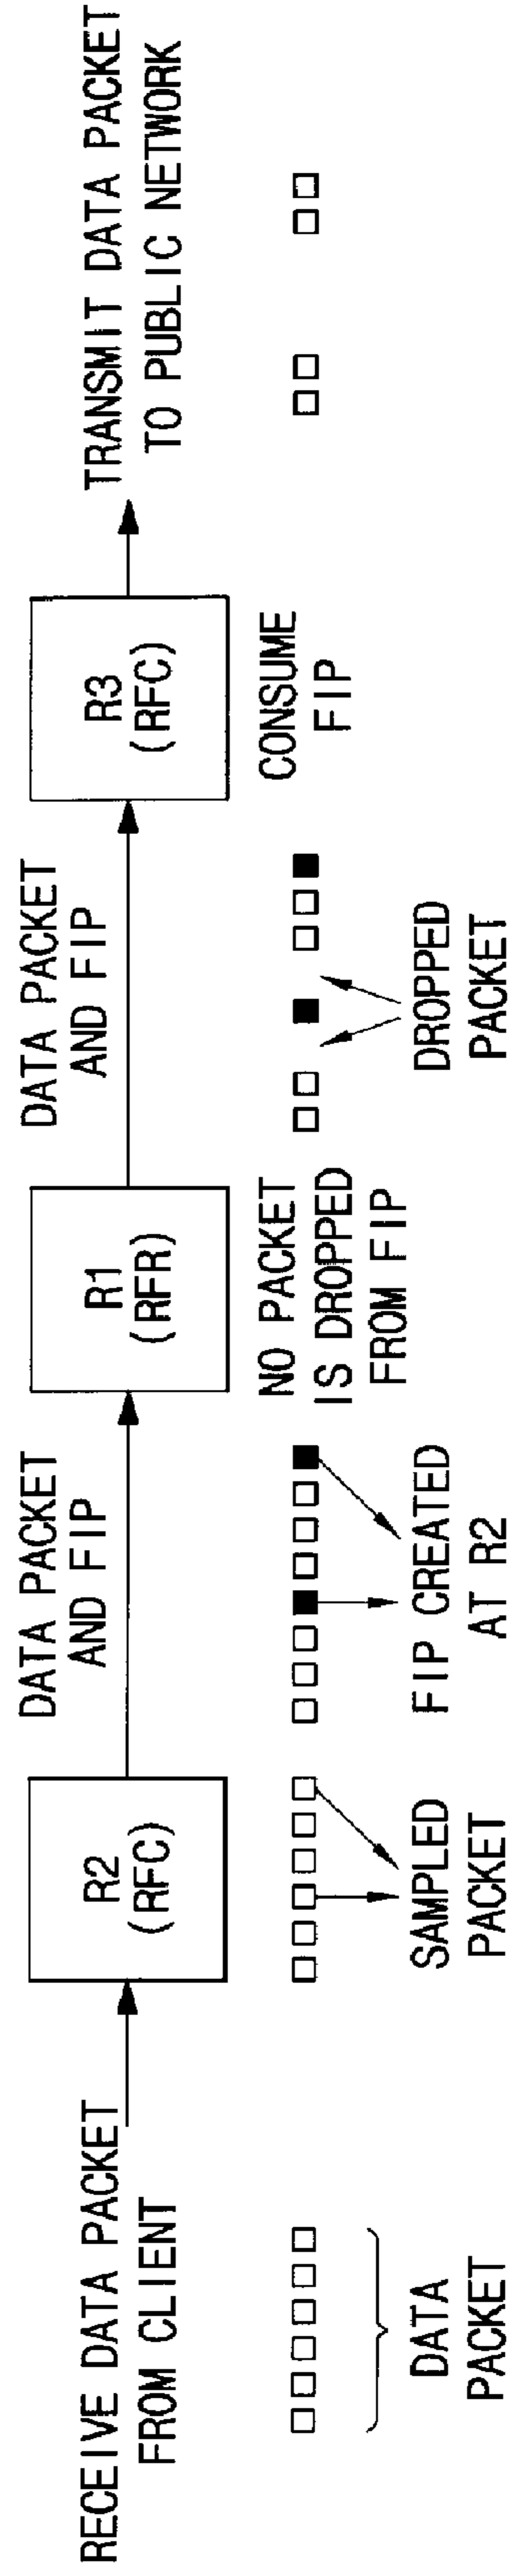 RECEIVE DATA PACKET
FROM CLIENT
R2
(RFC)
DATA PACKET
AND FIP
R1
(RFR)
DATA PACKET
AND FIP
R3
(RFC)
TRANSMIT DATA PACKET
TO PUBLIC NETWORK
DATA
PACKET
SAMPLED
PACKET
FIP CREATED
AT R2
NO PACKET
IS DROPPED
FROM FIP
DROPPED
PACKET
CONSUME
FIP